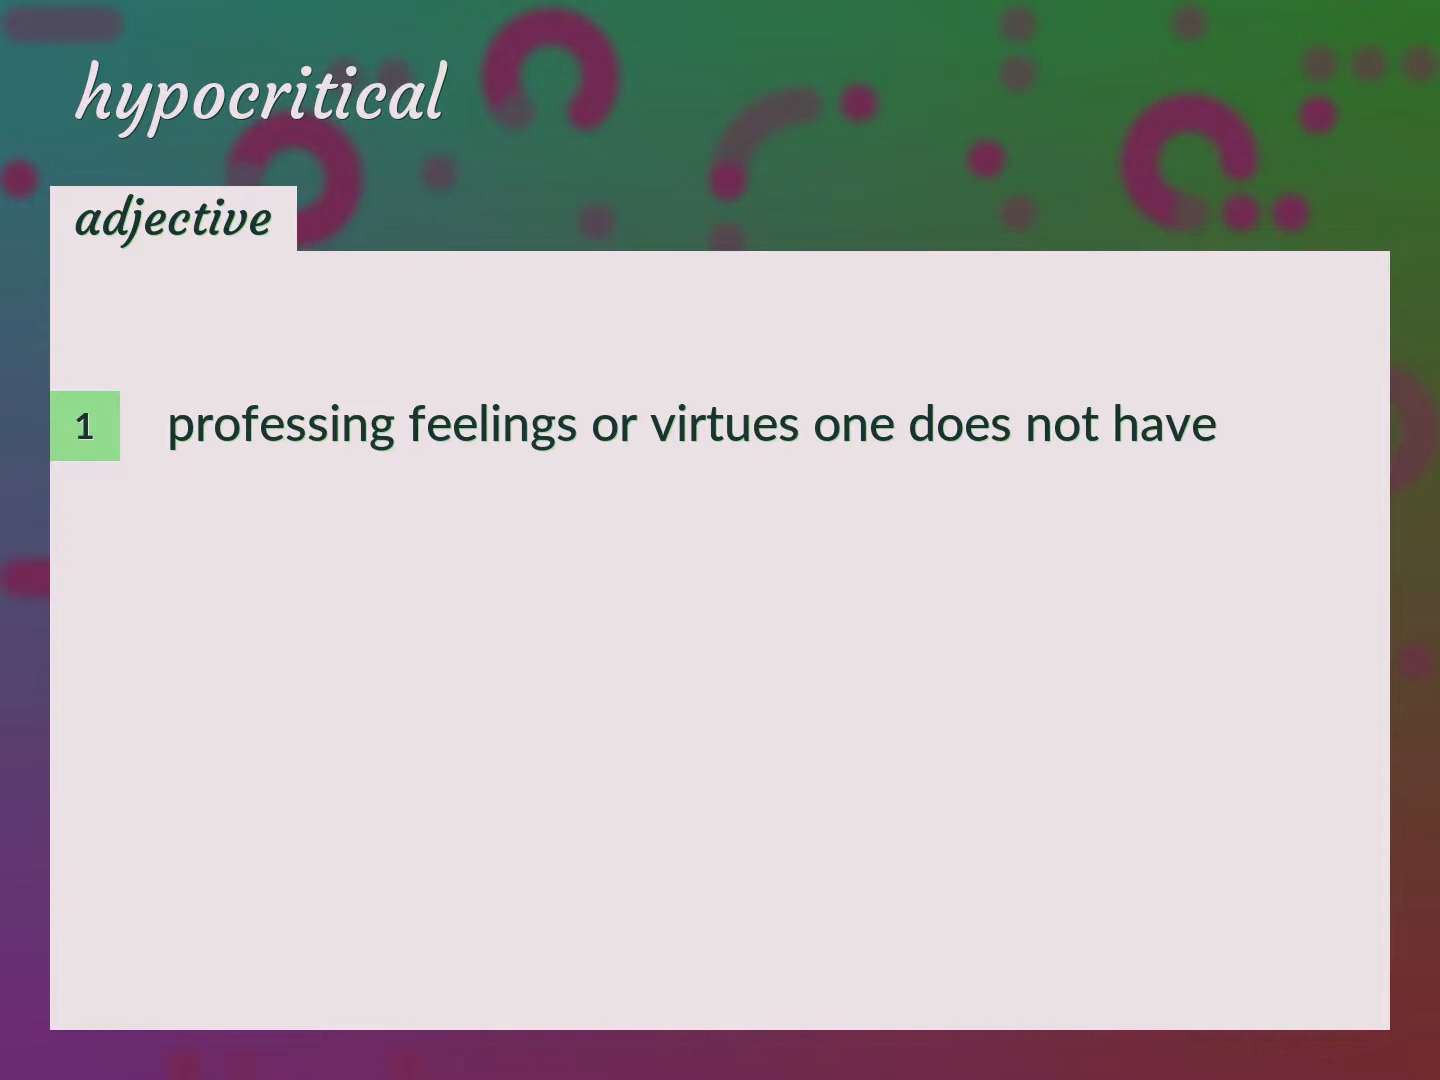 hypocritical
adjective
1 professing feelings or virtues one does not have